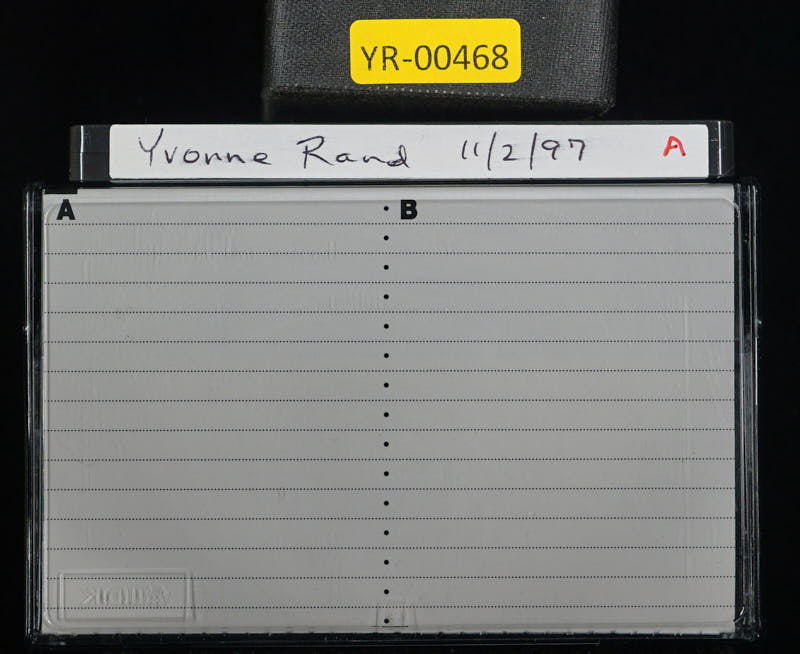 YR-00468
Yvonne Rand 11/2/97 A
A B